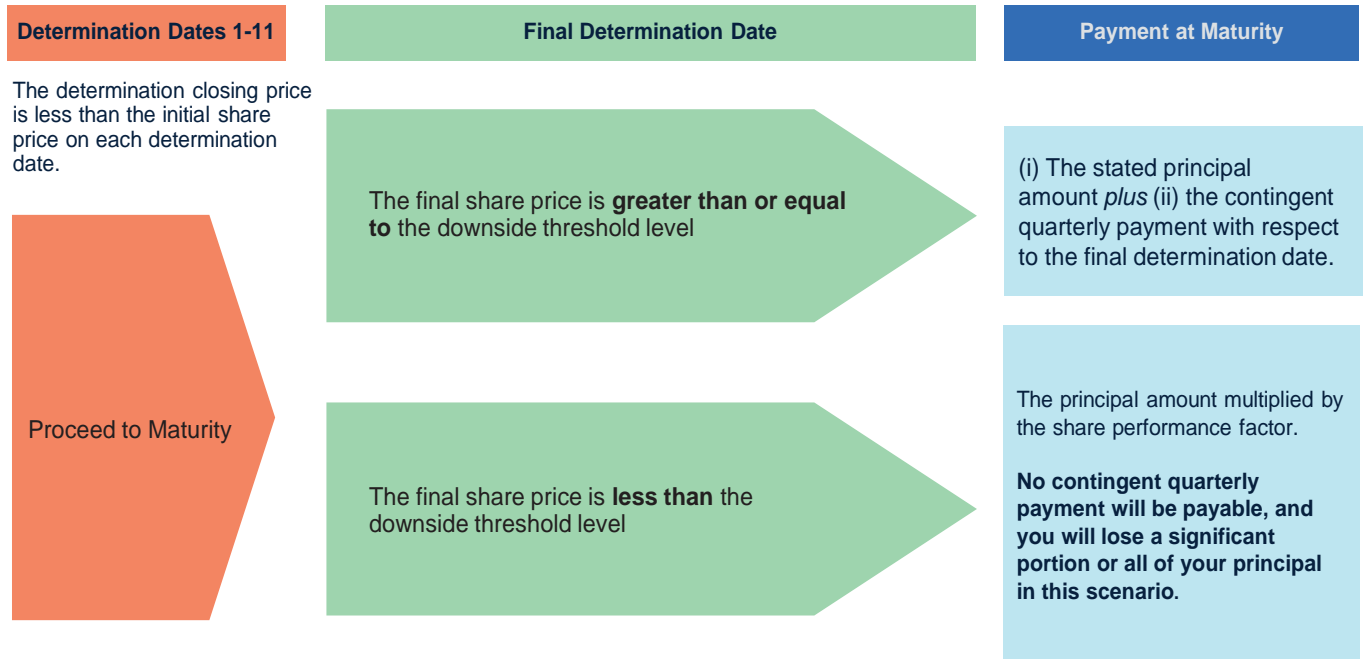 Determination Dates 1-11
Final Determination Date
Payment at Maturity
The determination closing price
is less than the initial share
price on each determination
date.
Proceed to Maturity
The final share price is greater than or equal
to the downside threshold level
(i) The stated principal
amount plus (ii) the contingent
quarterly payment with respect
to the final determination date.
The final share price is less than the
downside threshold level
The principal amount multiplied by
the share performance factor.
No contingent quarterly
payment will be payable, and
you will lose a significant
portion or all of your principal
in this scenario.